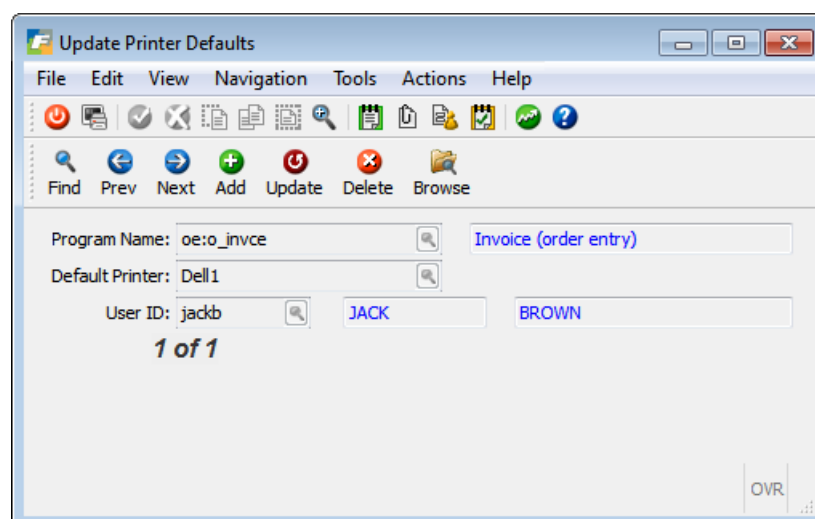 Update Printer Defaults
File Edit View Navigation Tools Actions Help
Find Prev Next Add Update Delete Browse
Program Name: oe:o_invce Invoice (order entry)
Default Printer: Dell1
User ID: jackb JACK BROWN
1 of 1
OVR